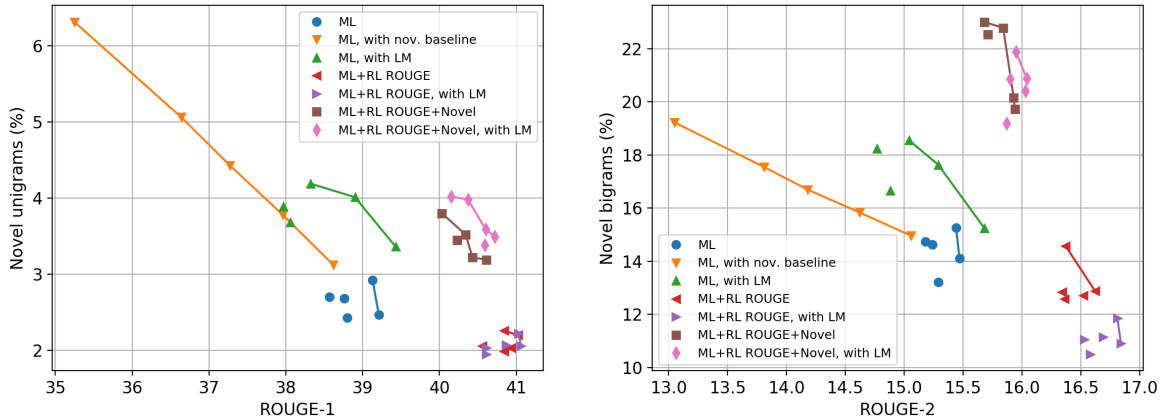 6
5
4
3
2
Novel unigrams (%)
ML
ML, with nov. baseline
ML, with LM
ML+RL ROUGE
ML+RL ROUGE, with LM
ML+RL ROUGE+Novel
ML+RL ROUGE+Novel, with LM
35 36 37 38 39 40 41
ROUGE-1
22
20
18
16
14
12
10
Novel bigrams (%)
ML
ML, with nov. baseline
ML, with LM
ML+RL ROUGE
ML+RL ROUGE, with LM
ML+RL ROUGE+Novel
ML+RL ROUGE+Novel, with LM
13.0 13.5 14.0 14.5 15.0 15.5 16.0 16.5 17.0
ROUGE-2